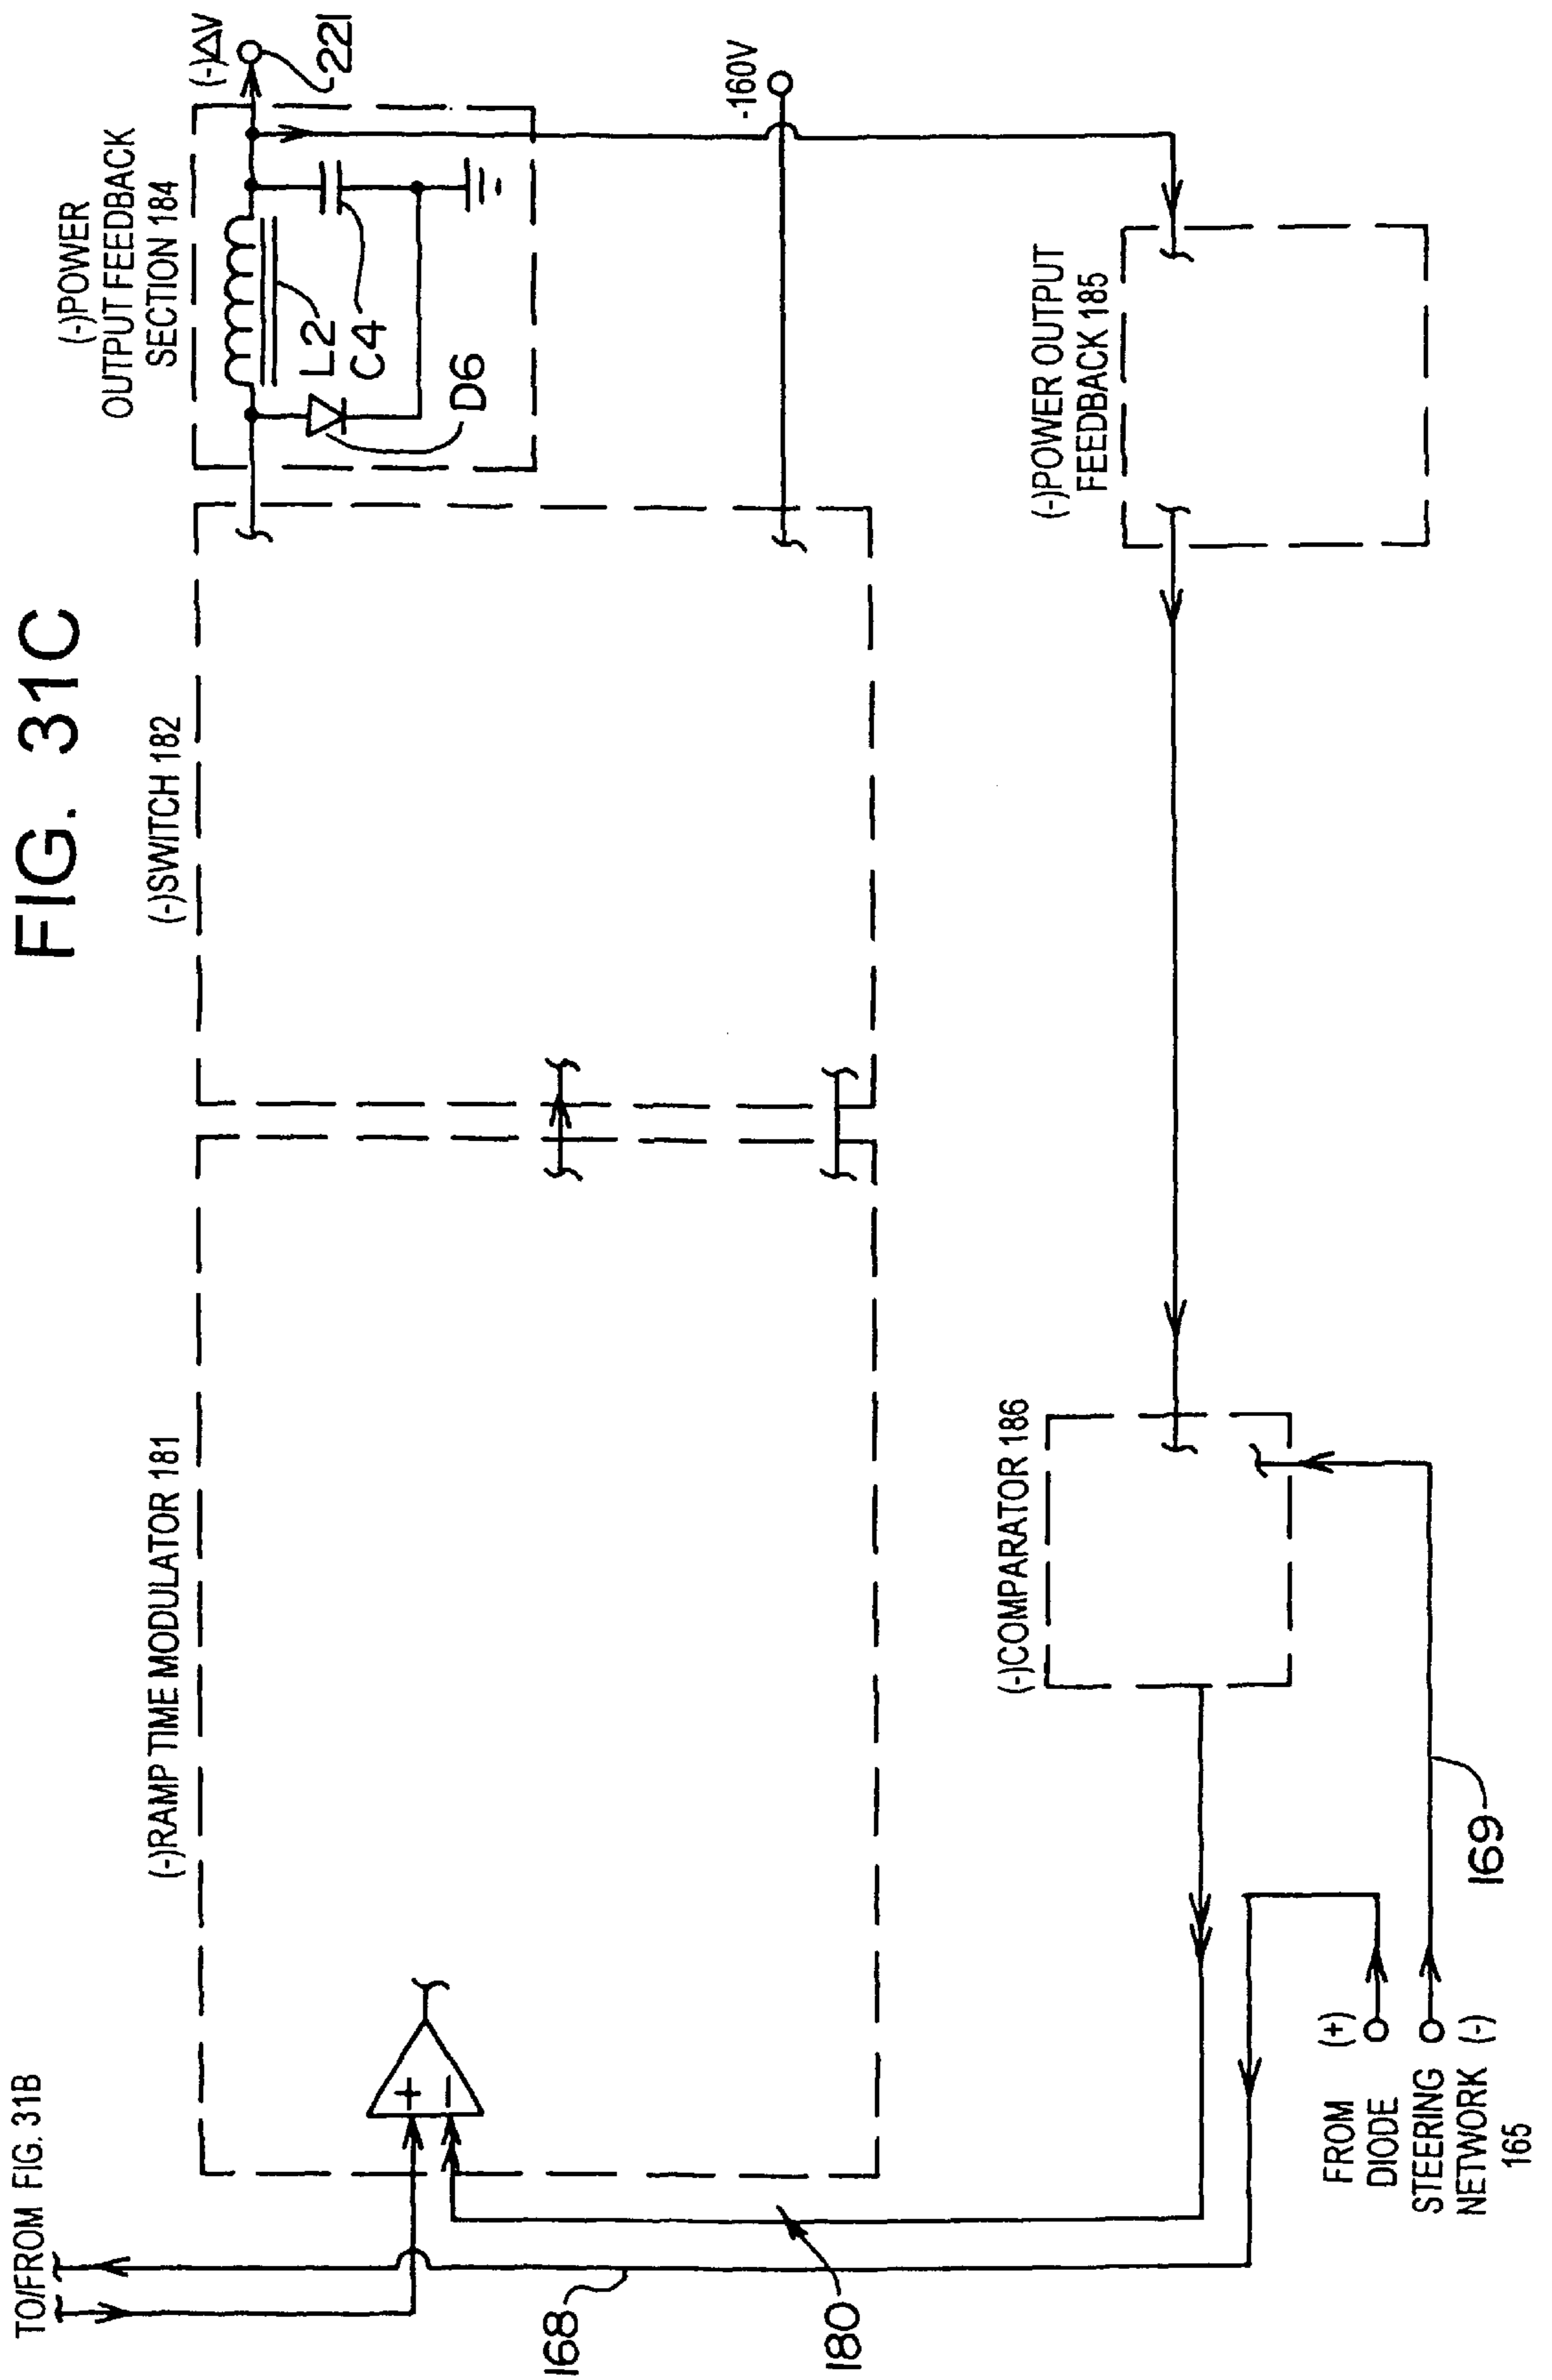 FIG. 31C
TO/FROM FIG. 31B
(-)RAMP TIME MODULATOR 181
(-)SWITCH 182
(-)POWER
OUTPUT FEEDBACK
SECTION 184
(-)ΔV
221
L2
C4
D6
-160V
+
−
168
180
(-)COMPARATOR 186
(-)POWER OUTPUT
FEEDBACK 185
FROM
DIODE
STEERING
NETWORK
165
(+)
(-)
169